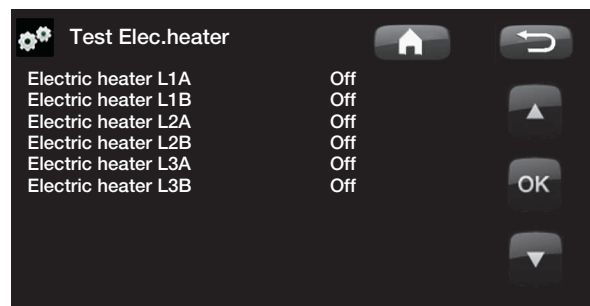 Test Elec.heater
Electric heater L1A Off
Electric heater L1B Off
Electric heater L2A Off
Electric heater L2B Off
Electric heater L3A Off
Electric heater L3B Off
OK